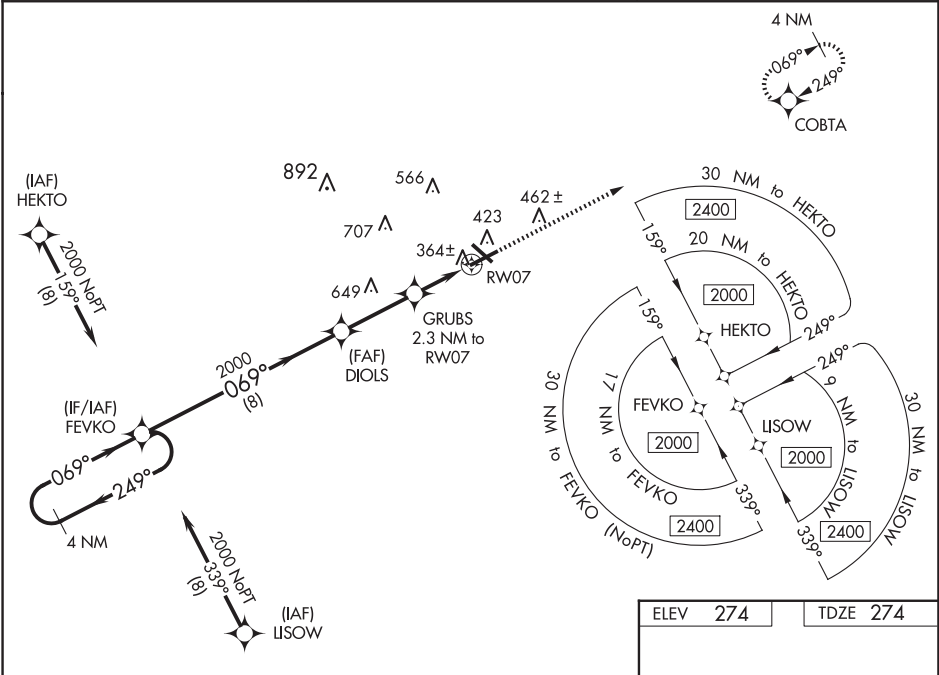 4 NM
069°
249°
COBTA
(IAF)
HEKTO
2000 NoPT
159°
(8)
892
566
707
423
462 ±
364±
RW07
649
GRUBS
2.3 NM to
RW07
(FAF)
DIOLS
2000
069°
(8)
(IF/IAF)
FEVKO
069°
249°
4 NM
2000 NoPT
339°
(8)
(IAF)
LISOW
30 NM to HEKTO
2400
159°
20 NM to HEKTO
2000
HEKTO
249°
159°
30 NM to FEVKO (NoPT)
17 NM to FEVKO
FEVKO
2000
339°
2400
249°
LISOW
9 NM to LISOW
2000
30 NM to LISOW
339°
2400
ELEV 274
TDZE 274